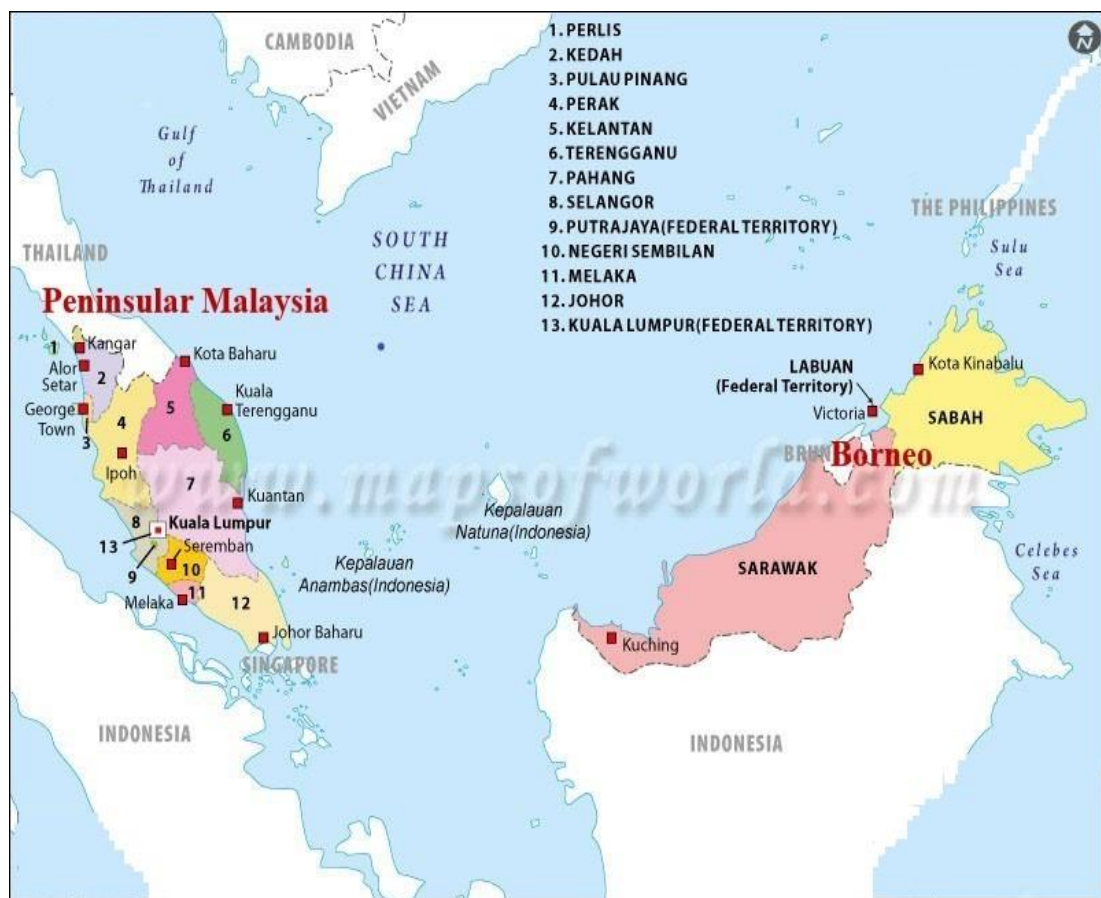 CAMBODIA
VIETNAM
Gulf
of
Thailand
THAILAND
SOUTH
CHINA
SEA
1. PERLIS
2. KEDAH
3. PULAU PINANG
4. PERAK
5. KELANTAN
6. TERENGGANU
7. PAHANG
8. SELANGOR
9. PUTRAJAYA(FEDERAL TERRITORY)
10. NEGERI SEMBILAN
11. MELAKA
12. JOHOR
13. KUALA LUMPUR(FEDERAL TERRITORY)
N
THE PHILIPPINES
Sulu
Sea
Peninsular Malaysia
1
Kangar
Alor
Setar
2
George
Town
3
4
Ipoh
Kota Baharu
5
Kuala
Terengganu
6
7
Kuantan
8
Kuala Lumpur
13
Seremban
9
10
11
Melaka
12
Johor Baharu
SINGAPORE
INDONESIA
Kepalauan
Natuna(Indonesia)
Kepalauan
Anambas(Indonesia)
www.mapsofworld.com
LABUAN
(Federal Territory)
Victoria
Kota Kinabalu
SABAH
BRUN
Borneo
SARAWAK
Kuching
INDONESIA
Celebes
Sea